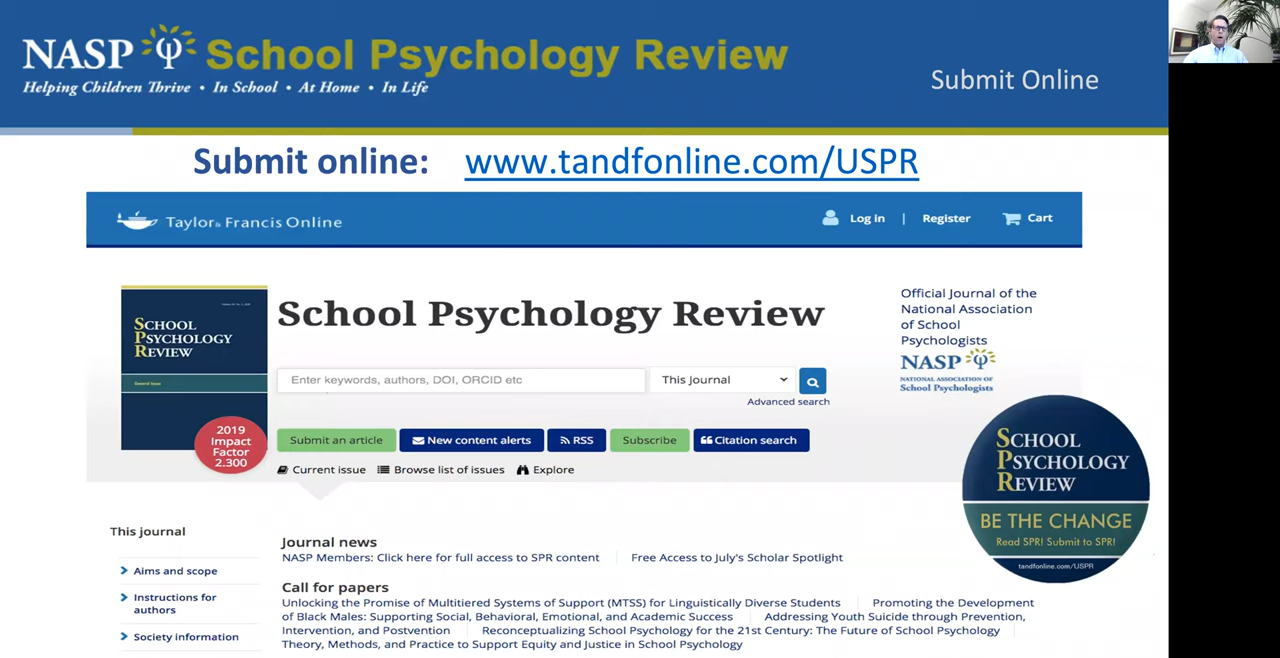 NASP School Psychology Review
Helping Children Thrive • In School • At Home • In Life
Submit Online
Submit online: www.tandfonline.com/USPR
Taylor & Francis Online
Log in | Register Cart
SCHOOL
PSYCHOLOGY
REVIEW
General Issue
2019
Impact
Factor
2.300
School Psychology Review
Enter keywords, authors, DOI, ORCID etc
This Journal
Advanced search
Submit an article New content alerts RSS Subscribe Citation search
Current issue Browse list of issues Explore
Official Journal of the
National Association
of School
Psychologists
NASP
NATIONAL ASSOCIATION OF
School Psychologists
SCHOOL
PSYCHOLOGY
REVIEW
BE THE CHANGE
Read SPR! Submit to SPR!
tandfonline.com/USPR
This journal
Aims and scope
Instructions for
authors
Society information
Journal news
NASP Members: Click here for full access to SPR content | Free Access to July's Scholar Spotlight
Call for papers
Unlocking the Promise of Multitiered Systems of Support (MTSS) for Linguistically Diverse Students | Promoting the Development
of Black Males: Supporting Social, Behavioral, Emotional, and Academic Success | Addressing Youth Suicide through Prevention,
Intervention, and Postvention | Reconceptualizing School Psychology for the 21st Century: The Future of School Psychology |
Theory, Methods, and Practice to Support Equity and Justice in School Psychology